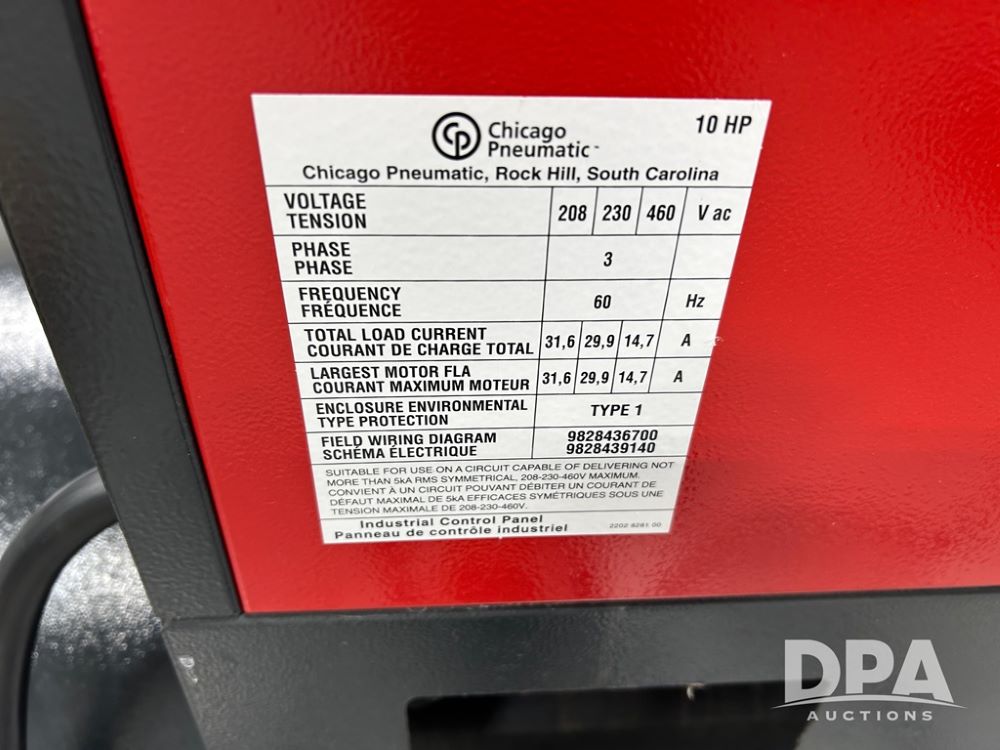 CP Chicago Pneumatic 10 HP
Chicago Pneumatic, Rock Hill, South Carolina
VOLTAGE
TENSION
208 230 460 V ac
PHASE
PHASE
3
FREQUENCY
FRÉQUENCE
60 Hz
TOTAL LOAD CURRENT
COURANT DE CHARGE TOTAL
31,6 29,9 14,7 A
LARGEST MOTOR FLA
COURANT MAXIMUM MOTEUR
31,6 29,9 14,7 A
ENCLOSURE ENVIRONMENTAL
TYPE PROTECTION
TYPE 1
FIELD WIRING DIAGRAM
SCHÉMA ÉLECTRIQUE
9828436700
9828439140
SUITABLE FOR USE ON A CIRCUIT CAPABLE OF DELIVERING NOT
MORE THAN 5kA RMS SYMMETRICAL, 208-230-460V MAXIMUM.
CONVIENT À UN CIRCUIT POUVANT DÉBITER UN COURANT DE
DÉFAUT MAXIMAL DE 5kA EFFICACES SYMÉTRIQUES SOUS UNE
TENSION MAXIMALE DE 208-230-460V.
Industrial Control Panel
Panneau de contrôle industriel
2202 8281 00
DPA
AUCTIONS